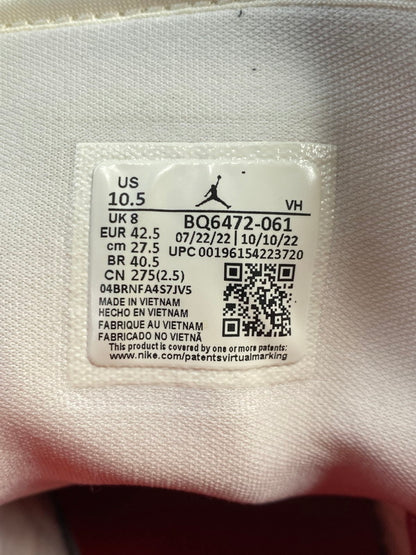 US
10.5
VH
UK 8
EUR 42.5
cm 27.5
BR 40.5
CN 275(2.5)
BQ6472-061
07/22/22 | 10/10/22
UPC 00196154223720
04BRNFA4S7JV5
MADE IN VIETNAM
HECHO EN VIETNAM
FABRIQUE AU VIETNAM
FABRICADO NO VIETNÃ
This product is covered by one or more patents:
www.nike.com/patentsvirtualmarking